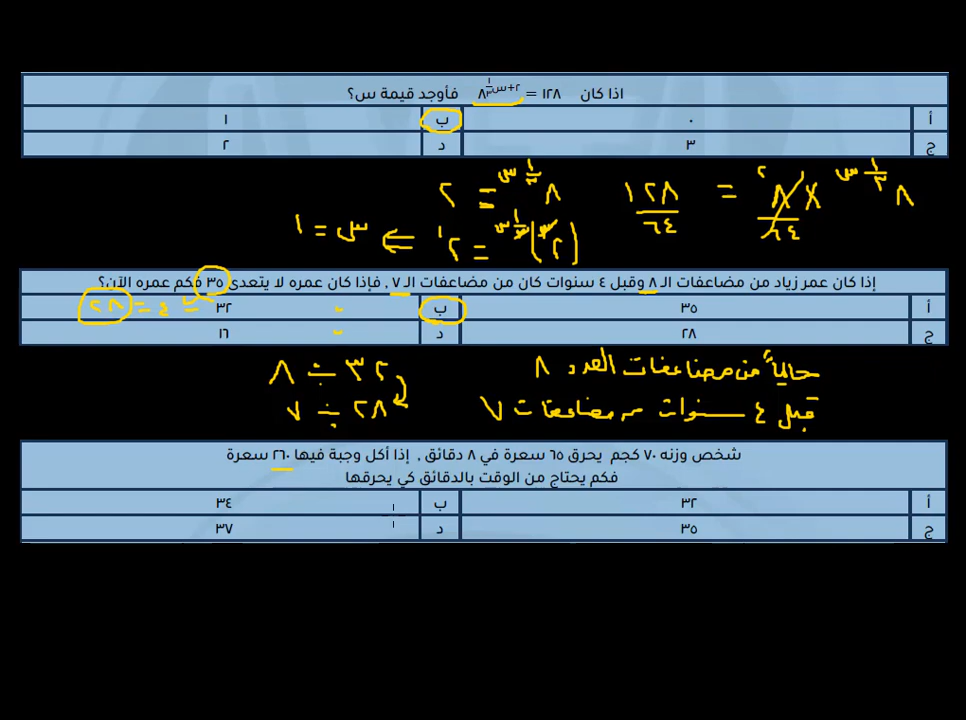 اذا كان ١٢٨ = ٨^(١/٣ س+٢) فأوجد قيمة س؟
أ ٠ ب ١
ج ٣ د ٢
٨^(١/٣ س) × ٨^٢ / ٦٤ = ١٢٨ / ٦٤
٨^(١/٣ س) = ٢
(٢^٣)^(١/٣ س) = ٢^١ ⇐ س = ١
إذا كان عمر زياد من مضاعفات الـ ٨ وقبل ٤ سنوات كان من مضاعفات الـ ٧ , فإذا كان عمره لا يتعدى ٣٥ فكم عمره الآن؟
أ ٣٥ ب ٣٢ - ٤ = ٢٨
ج ٢٨ د ١٦
حالياً من مضاعفات العدد ٨
٣٢ ÷ ٨
قبل ٤ سنوات من مضاعفات ٧
٢٨ ÷ ٧
شخص وزنه ٧٠ كجم يحرق ٦٥ سعرة في ٨ دقائق , إذا أكل وجبة فيها ٢٦٠ سعرة
فكم يحتاج من الوقت بالدقائق كي يحرقها
أ ٣٢ ب ٣٤
ج ٣٥ د ٣٧